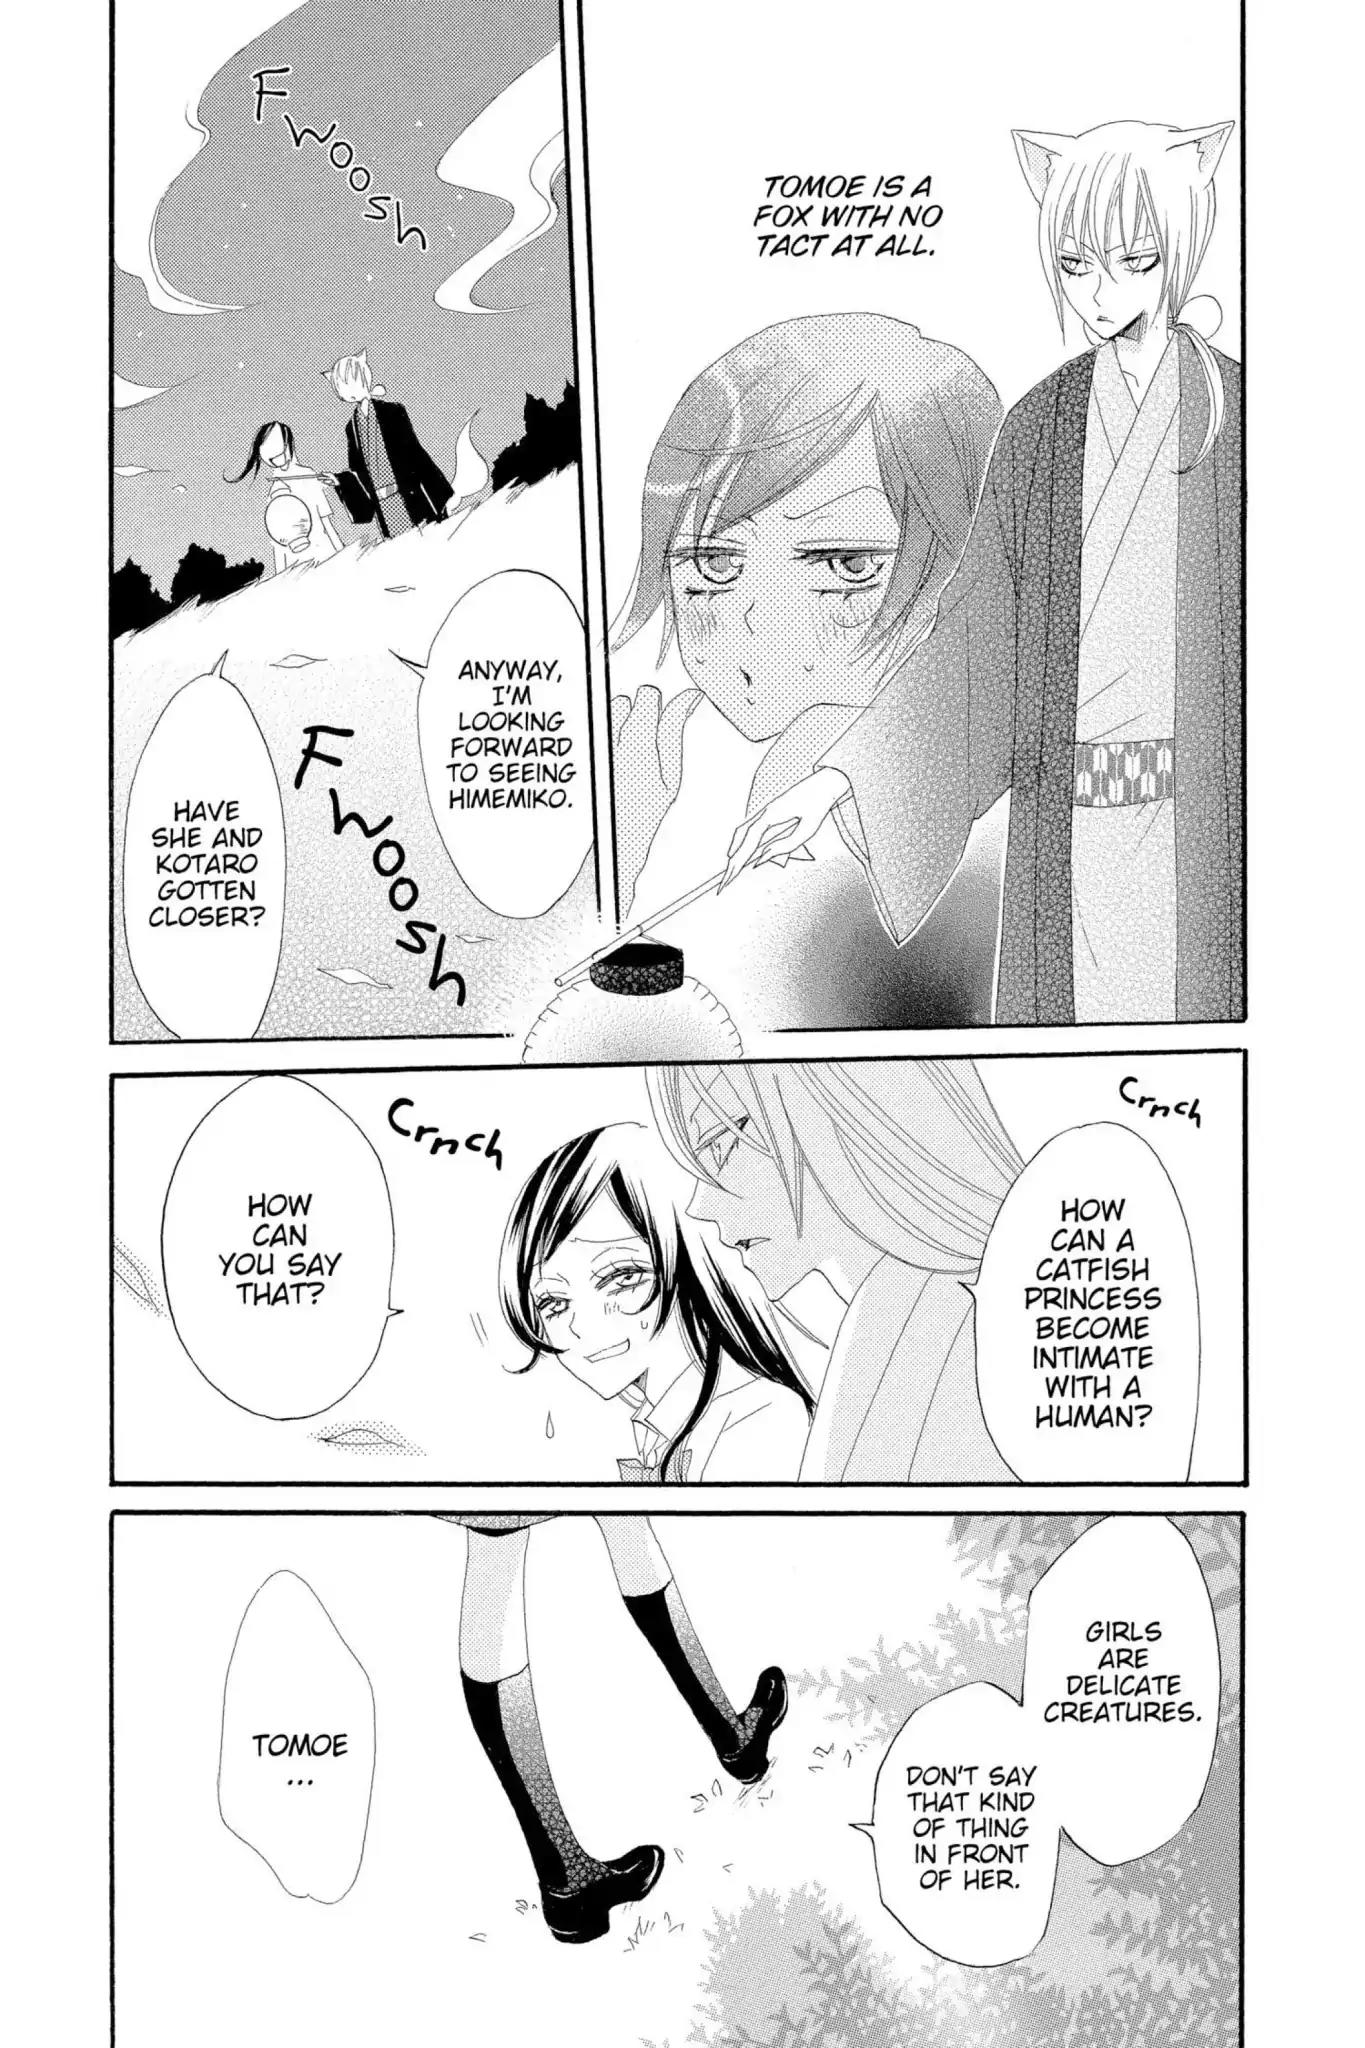 TOMOE IS A
FOX WITH NO
TACT AT ALL.
Fwoosh
ANYWAY,
I'M
LOOKING
FORWARD
TO SEEING
HIMEMIKO.
Fwoosh
HAVE
SHE AND
KOTARO
GOTTEN
CLOSER?
Crnch
HOW
CAN A
CATFISH
PRINCESS
BECOME
INTIMATE
WITH A
HUMAN?
Crnch
HOW
CAN
YOU SAY
THAT?
GIRLS
ARE
DELICATE
CREATURES.
DON'T SAY
THAT KIND
OF THING
IN FRONT
OF HER.
TOMOE
...